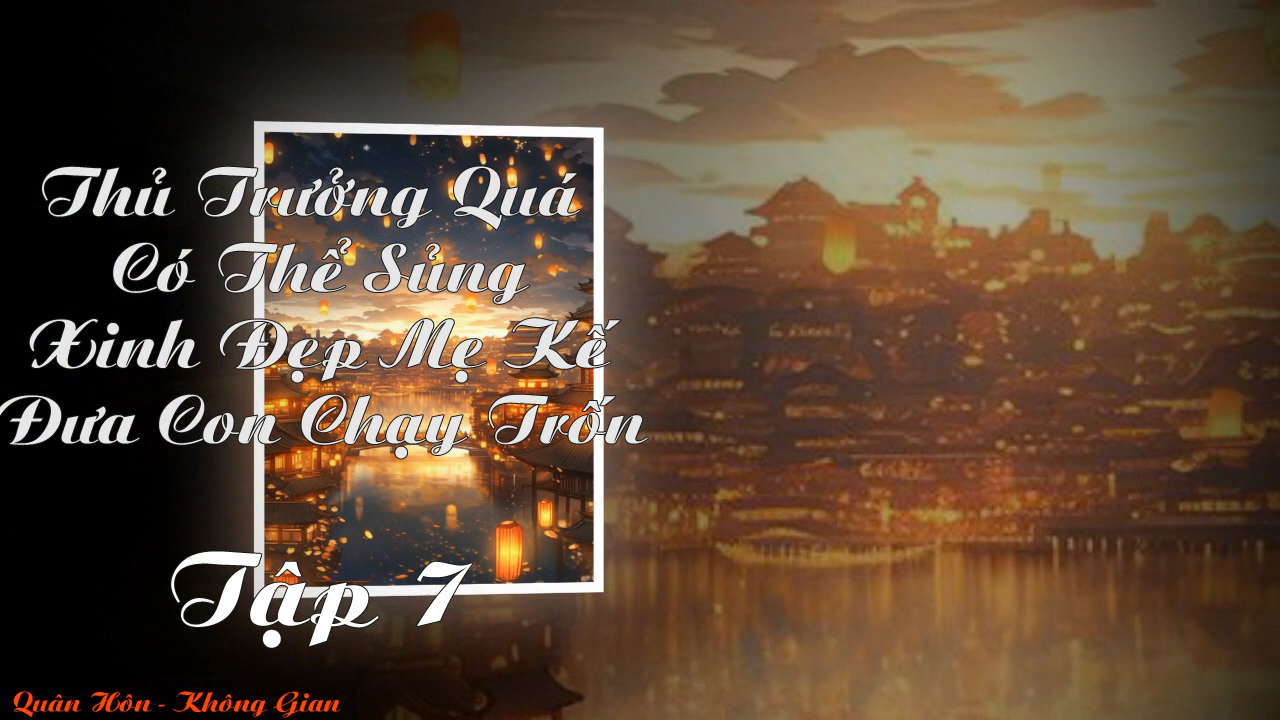 Thủ Trưởng Quá
Có Thể Sủng
Xinh Đẹp Mẹ Kế
Đưa Con Chạy Trốn
Tập 7
Quân Hôn - Không Gian